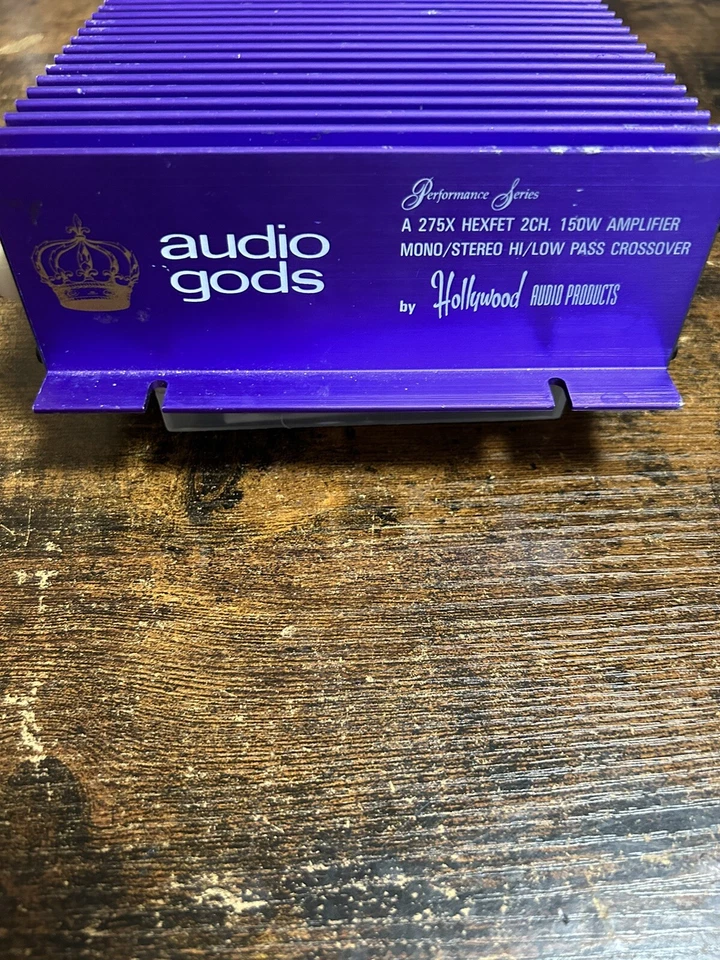 audio
gods
Performance Series
A 275X HEXFET 2CH. 150W AMPLIFIER
MONO/STEREO HI/LOW PASS CROSSOVER
by Hollywood AUDIO PRODUCTS